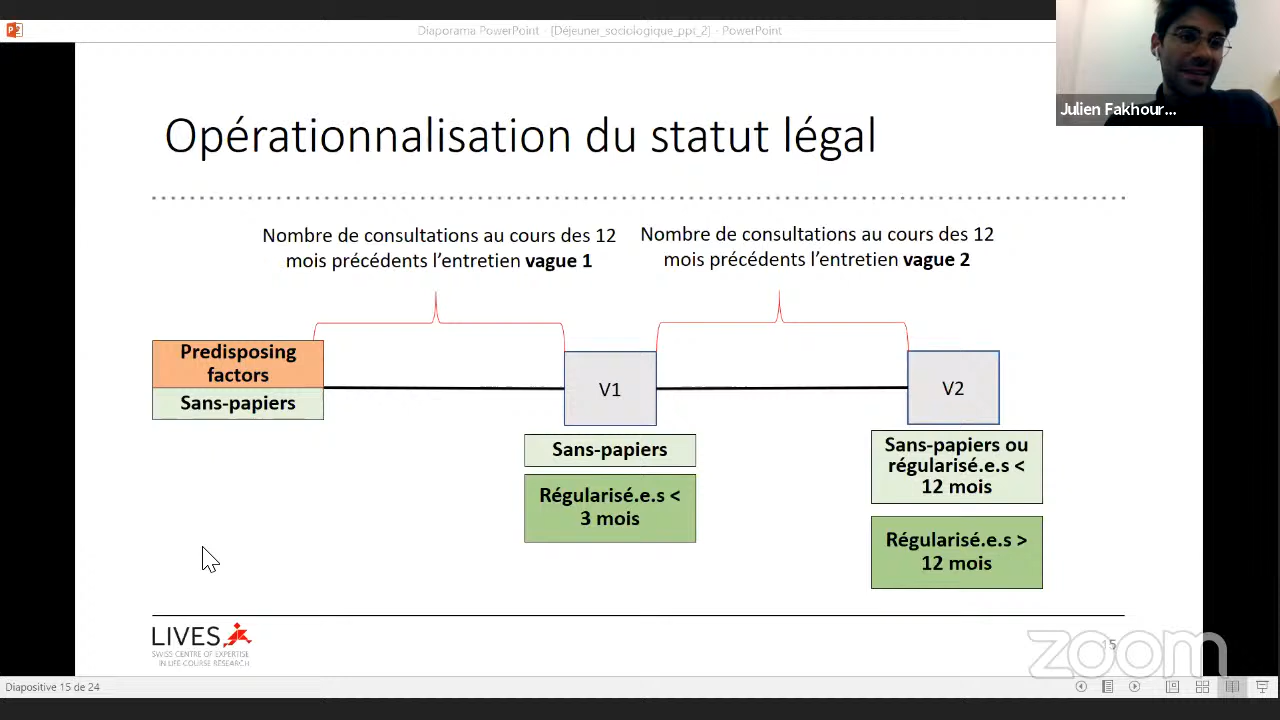 Diaporama PowerPoint - [Déjeuner_sociologique_ppt_2] - PowerPoint
Julien Fakhour...
Opérationnalisation du statut légal
Nombre de consultations au cours des 12
mois précédents l'entretien vague 1
Nombre de consultations au cours des 12
mois précédents l'entretien vague 2
Predisposing
factors
Sans-papiers
V1
V2
Sans-papiers
Régularisé.e.s <
3 mois
Sans-papiers ou
régularisé.e.s <
12 mois
Régularisé.e.s >
12 mois
LIVES
SWISS CENTRE OF EXPERTISE
IN LIFE COURSE RESEARCH
15
zoom
Diapositive 15 de 24